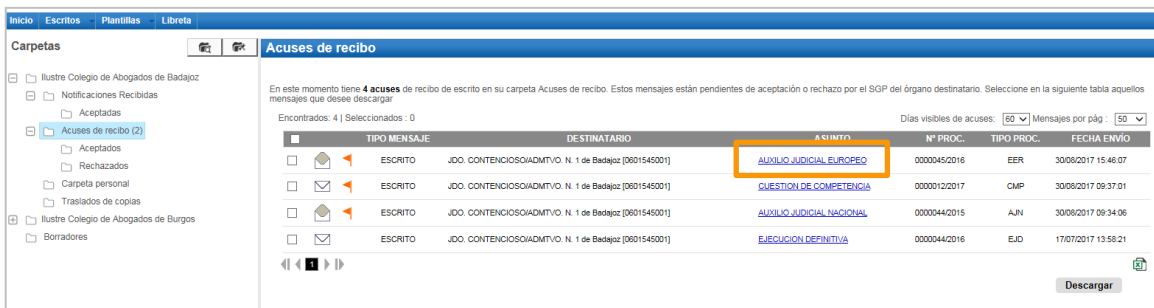 Inicio Escritos Plantillas Libreta
Carpetas
Ilustre Colegio de Abogados de Badajoz
Notificaciones Recibidas
Aceptadas
Acuses de recibo (2)
Aceptados
Rechazados
Carpeta personal
Traslados de copias
Ilustre Colegio de Abogados de Burgos
Borradores
Acuses de recibo
En este momento tiene 4 acuses de recibo de escrito en su carpeta Acuses de recibo. Estos mensajes están pendientes de aceptación o rechazo por el SGP del órgano destinatario. Seleccione en la siguiente tabla aquellos
mensajes que desee descargar
Encontrados: 4 | Seleccionados : 0 Días visibles de acuses: 60 Mensajes por pág : 50
TIPO MENSAJE DESTINATARIO ASUNTO Nº PROC. TIPO PROC. FECHA ENVÍO
ESCRITO JDO. CONTENCIOSO/ADMTVO. N. 1 de Badajoz [0601545001] AUXILIO JUDICIAL EUROPEO 0000045/2016 EER 30/08/2017 15:46:07
ESCRITO JDO. CONTENCIOSO/ADMTVO. N. 1 de Badajoz [0601545001] CUESTION DE COMPETENCIA 0000012/2017 CMP 30/08/2017 09:37:01
ESCRITO JDO. CONTENCIOSO/ADMTVO. N. 1 de Badajoz [0601545001] AUXILIO JUDICIAL NACIONAL 0000044/2015 AJN 30/08/2017 09:34:06
ESCRITO JDO. CONTENCIOSO/ADMTVO. N. 1 de Badajoz [0601545001] EJECUCION DEFINITIVA 0000044/2016 EJD 17/07/2017 13:58:21
1
Descargar